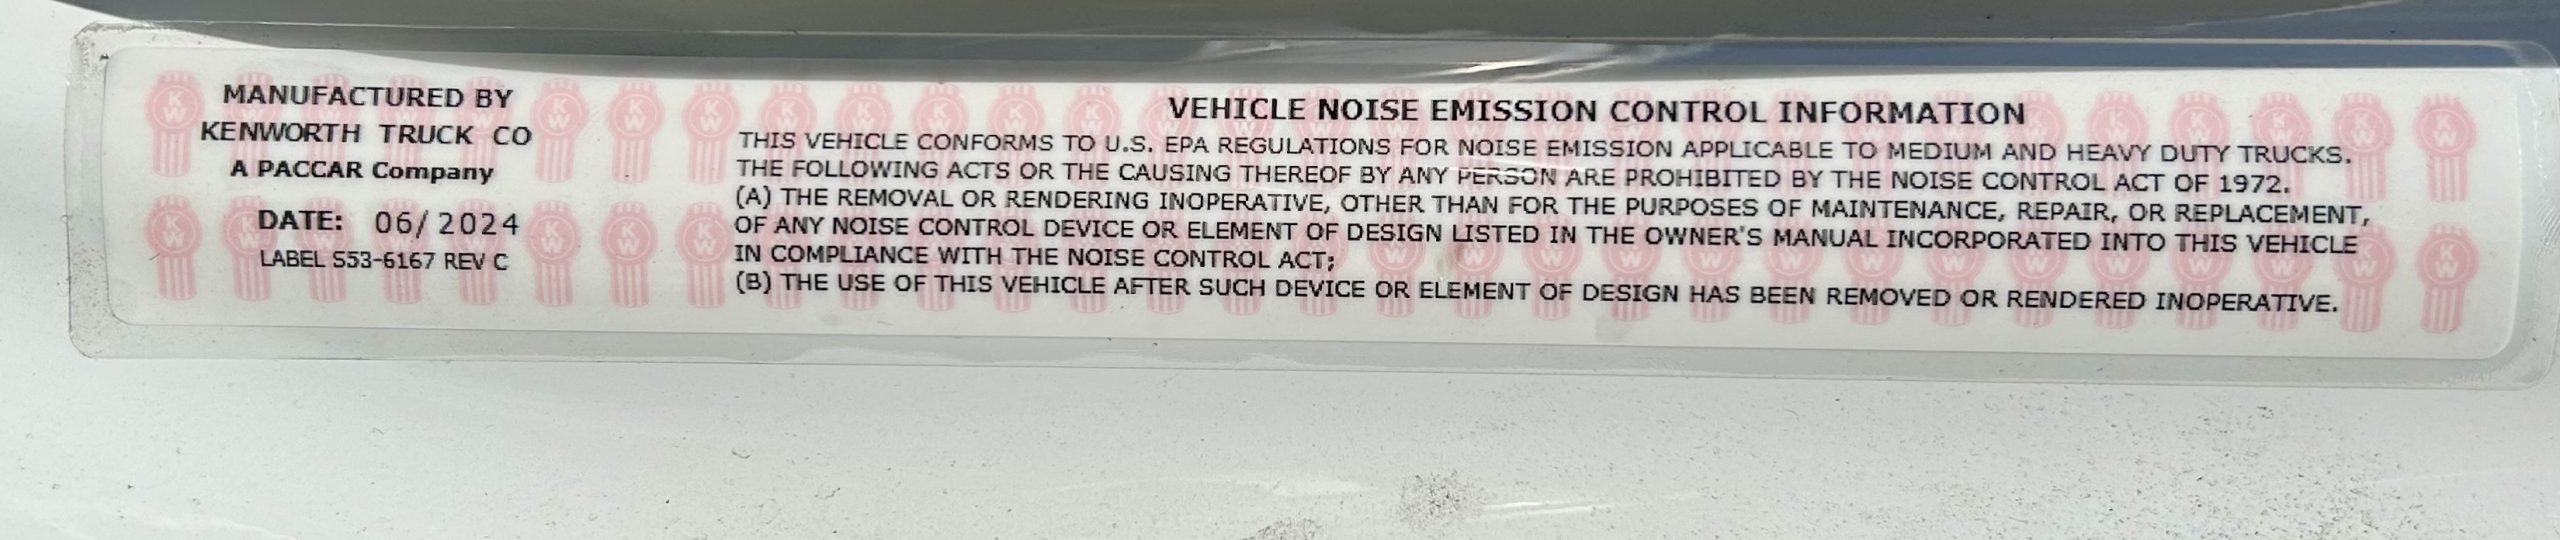 MANUFACTURED BY
KENWORTH TRUCK CO
A PACCAR Company
DATE: 06/2024
LABEL S53-6167 REV C
VEHICLE NOISE EMISSION CONTROL INFORMATION
THIS VEHICLE CONFORMS TO U.S. EPA REGULATIONS FOR NOISE EMISSION APPLICABLE TO MEDIUM AND HEAVY DUTY TRUCKS.
THE FOLLOWING ACTS OR THE CAUSING THEREOF BY ANY PERSON ARE PROHIBITED BY THE NOISE CONTROL ACT OF 1972.
(A) THE REMOVAL OR RENDERING INOPERATIVE, OTHER THAN FOR THE PURPOSES OF MAINTENANCE, REPAIR, OR REPLACEMENT,
OF ANY NOISE CONTROL DEVICE OR ELEMENT OF DESIGN LISTED IN THE OWNER'S MANUAL INCORPORATED INTO THIS VEHICLE
IN COMPLIANCE WITH THE NOISE CONTROL ACT;
(B) THE USE OF THIS VEHICLE AFTER SUCH DEVICE OR ELEMENT OF DESIGN HAS BEEN REMOVED OR RENDERED INOPERATIVE.